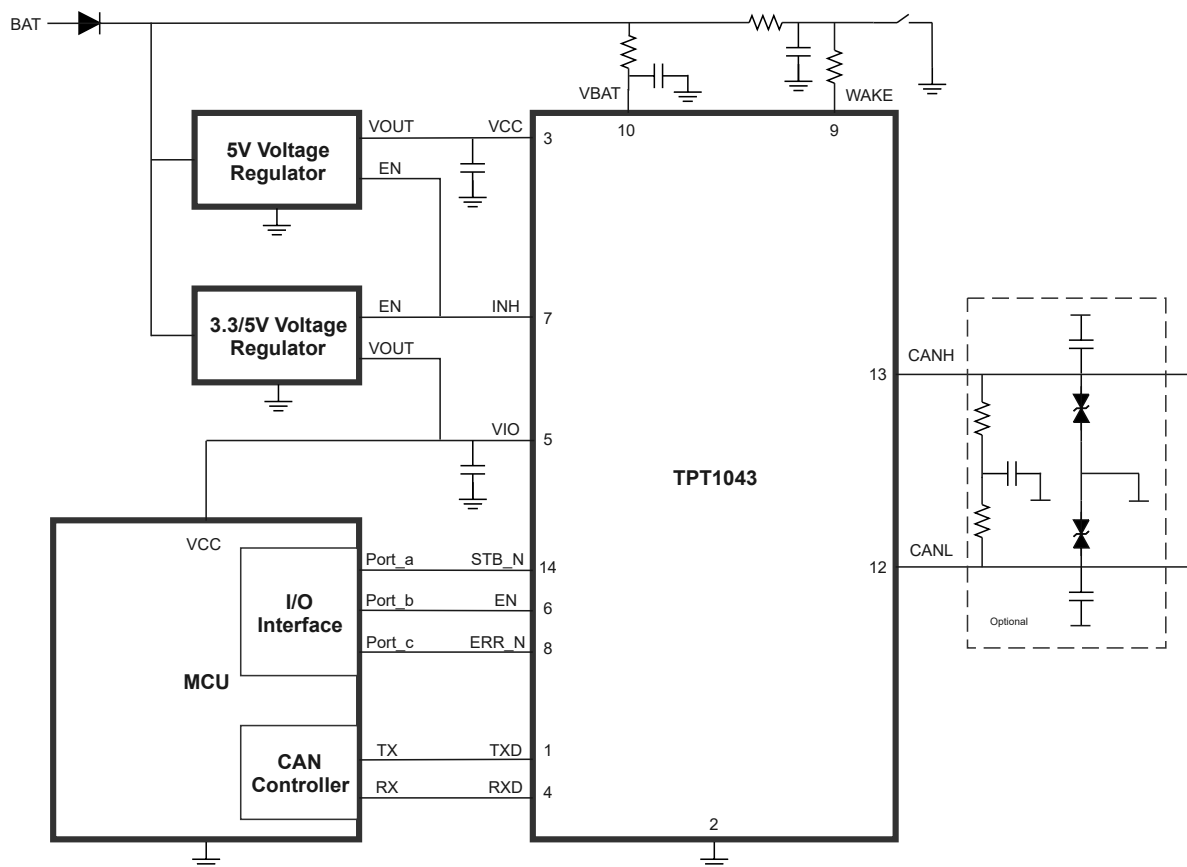 BAT
VBAT
WAKE
10
9
5V Voltage
Regulator
VOUT
VCC
3
EN
3.3/5V Voltage
Regulator
EN
INH
7
VOUT
VIO
5
CANH
13
TPT1043
CANL
12
Optional
VCC
I/O
Interface
Port_a
STB_N
14
Port_b
EN
6
Port_c
ERR_N
8
MCU
CAN
Controller
TX
TXD
1
RX
RXD
4
2